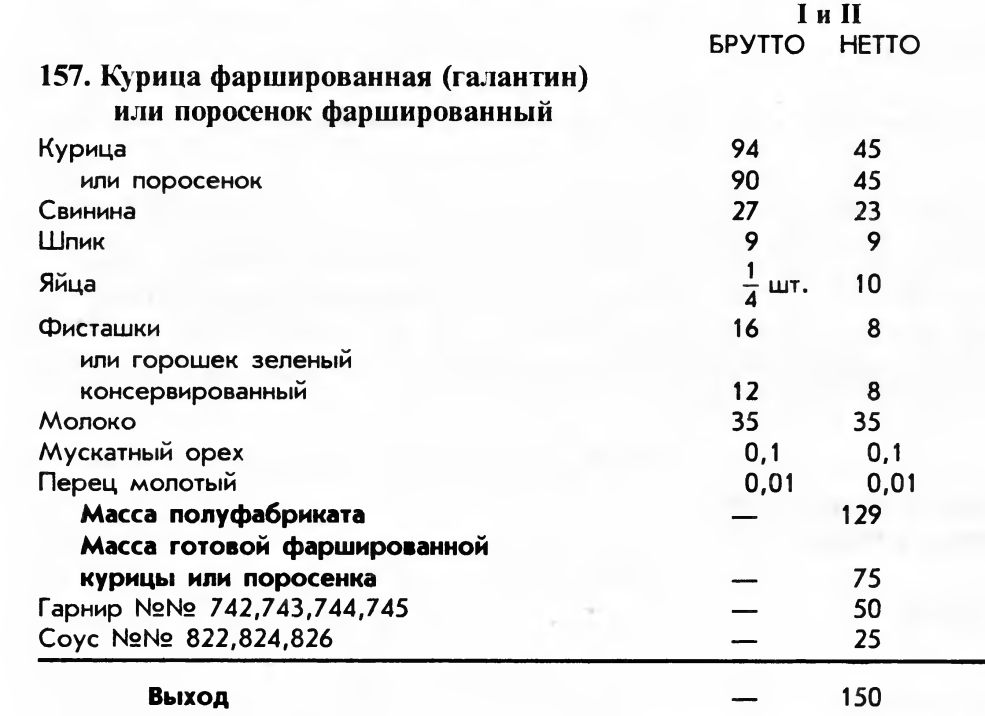 I и II
БРУТТО НЕТТО
157. Курица фаршированная (галантин)
или поросенок фаршированный
Курица 94 45
или поросенок 90 45
Свинина 27 23
Шпик 9 9
Яйца 1/4 шт. 10
Фисташки 16 8
или горошек зеленый
консервированный 12 8
Молоко 35 35
Мускатный орех 0,1 0,1
Перец молотый 0,01 0,01
Масса полуфабриката — 129
Масса готовой фаршированной
курицы или поросенка — 75
Гарнир №№ 742,743,744,745 — 50
Соус №№ 822,824,826 — 25
Выход — 150